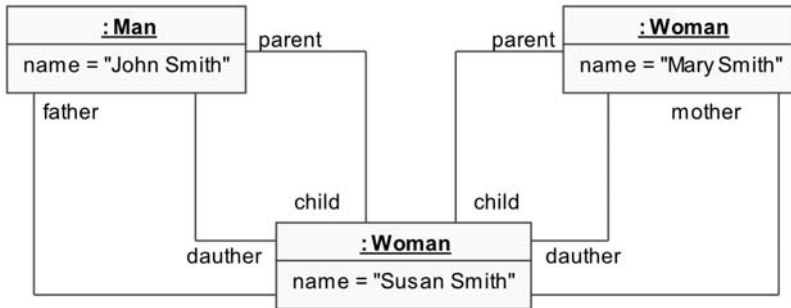 : Man
name = "John Smith"
parent
parent
: Woman
name = "Mary Smith"
father
mother
child
child
dauther
: Woman
name = "Susan Smith"
dauther